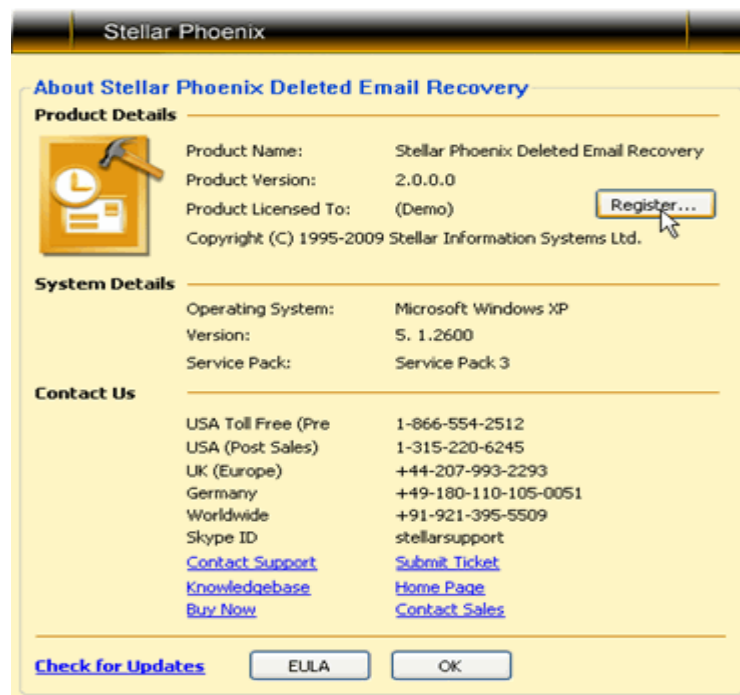 Stellar Phoenix
About Stellar Phoenix Deleted Email Recovery
Product Details
Product Name: Stellar Phoenix Deleted Email Recovery
Product Version: 2.0.0.0
Product Licensed To: (Demo) Register...
Copyright (C) 1995-2009 Stellar Information Systems Ltd.
System Details
Operating System: Microsoft Windows XP
Version: 5. 1.2600
Service Pack: Service Pack 3
Contact Us
USA Toll Free (Pre 1-866-554-2512
USA (Post Sales) 1-315-220-6245
UK (Europe) +44-207-993-2293
Germany +49-180-110-105-0051
Worldwide +91-921-395-5509
Skype ID stellarsupport
Contact Support Submit Ticket
Knowledgebase Home Page
Buy Now Contact Sales
Check for Updates EULA OK